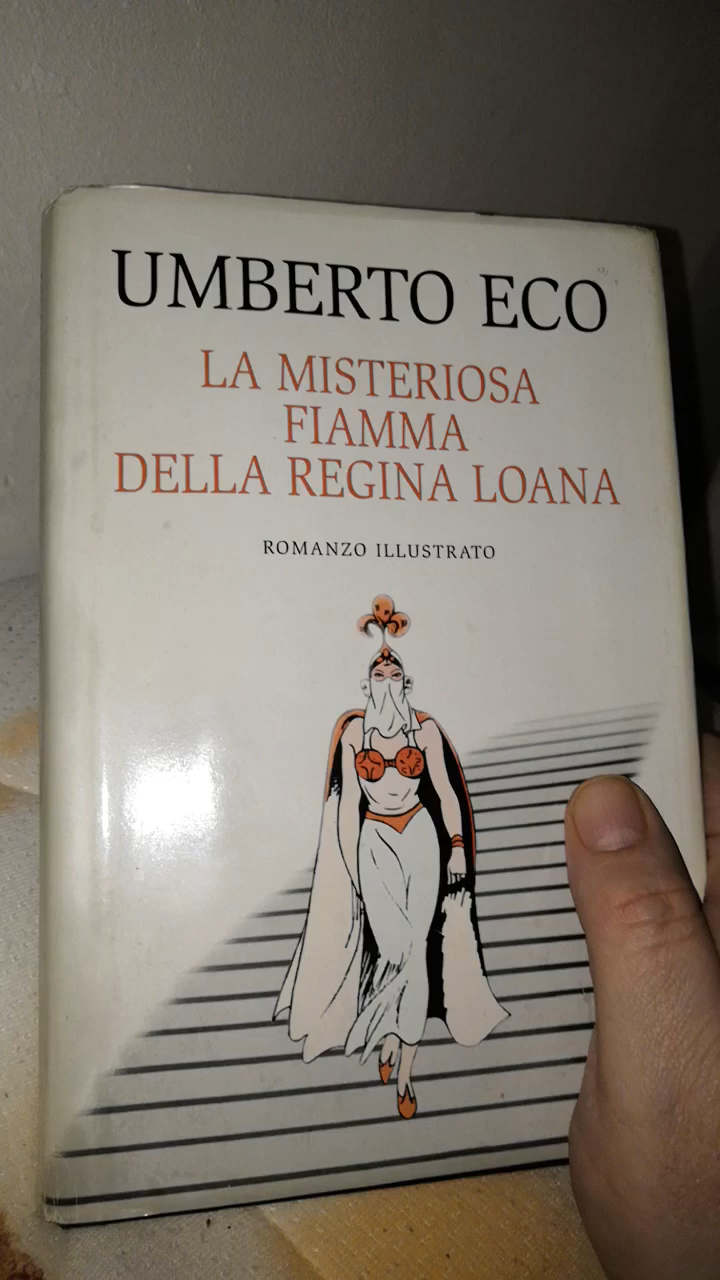 UMBERTO ECO
LA MISTERIOSA
FIAMMA
DELLA REGINA LOANA
ROMANZO ILLUSTRATO